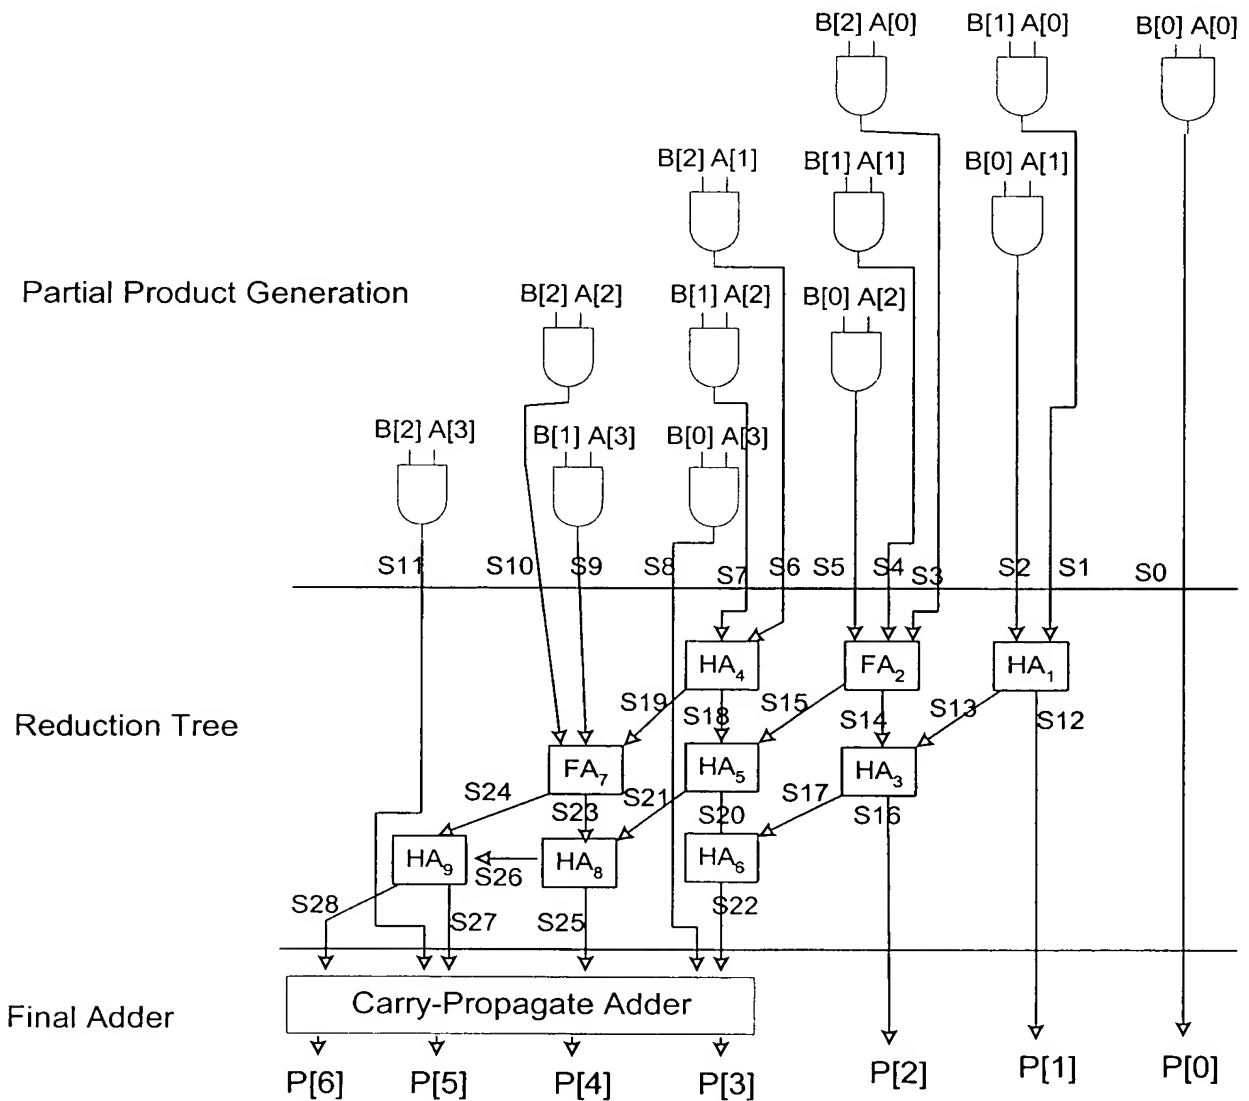 B[2] A[0] B[1] A[0] B[0] A[0]
B[2] A[1] B[1] A[1] B[0] A[1]
Partial Product Generation
B[2] A[2] B[1] A[2] B[0] A[2]
B[2] A[3] B[1] A[3] B[0] A[3]
S11 S10 S9 S8 S7 S6 S5 S4 S3 S2 S1 S0
HA4 FA2 HA1
Reduction Tree
S19 S18 S15 S14 S13 S12
FA7 HA5 HA3
S24 S23 S21 S20 S17 S16
HA9 S26 HA8 HA6
S28 S27 S25 S22
Final Adder
Carry-Propagate Adder
P[6] P[5] P[4] P[3] P[2] P[1] P[0]